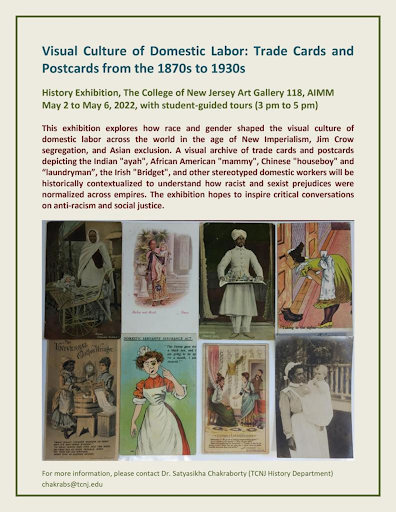 Visual Culture of Domestic Labor: Trade Cards and
Postcards from the 1870s to 1930s
History Exhibition, The College of New Jersey Art Gallery 118, AIMM
May 2 to May 6, 2022, with student-guided tours (3 pm to 5 pm)
This exhibition explores how race and gender shaped the visual culture of
domestic labor across the world in the age of New Imperialism, Jim Crow
segregation, and Asian exclusion. A visual archive of trade cards and postcards
depicting the Indian "ayah", African American "mammy", Chinese "houseboy" and
“laundryman”, the Irish "Bridget", and other stereotyped domestic workers will be
historically contextualized to understand how racist and sexist prejudices were
normalized across empires. The exhibition hopes to inspire critical conversations
on anti-racism and social justice.
DOMESTIC SERVANTS INSURANCE ACT.
For more information, please contact Dr. Satyasikha Chakraborty (TCNJ History Department)
chakrabs@tcnj.edu